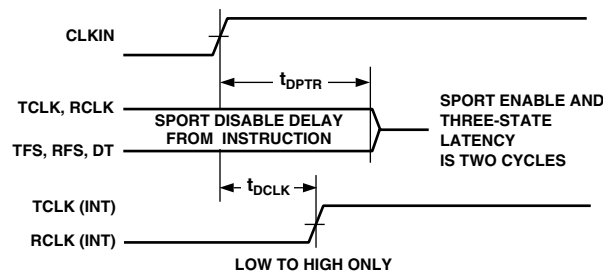 CLKIN
tDPTR
TCLK, RCLK
SPORT DISABLE DELAY
FROM INSTRUCTION
TFS, RFS, DT
SPORT ENABLE AND
THREE-STATE
LATENCY
IS TWO CYCLES
tDCLK
TCLK (INT)
RCLK (INT)
LOW TO HIGH ONLY